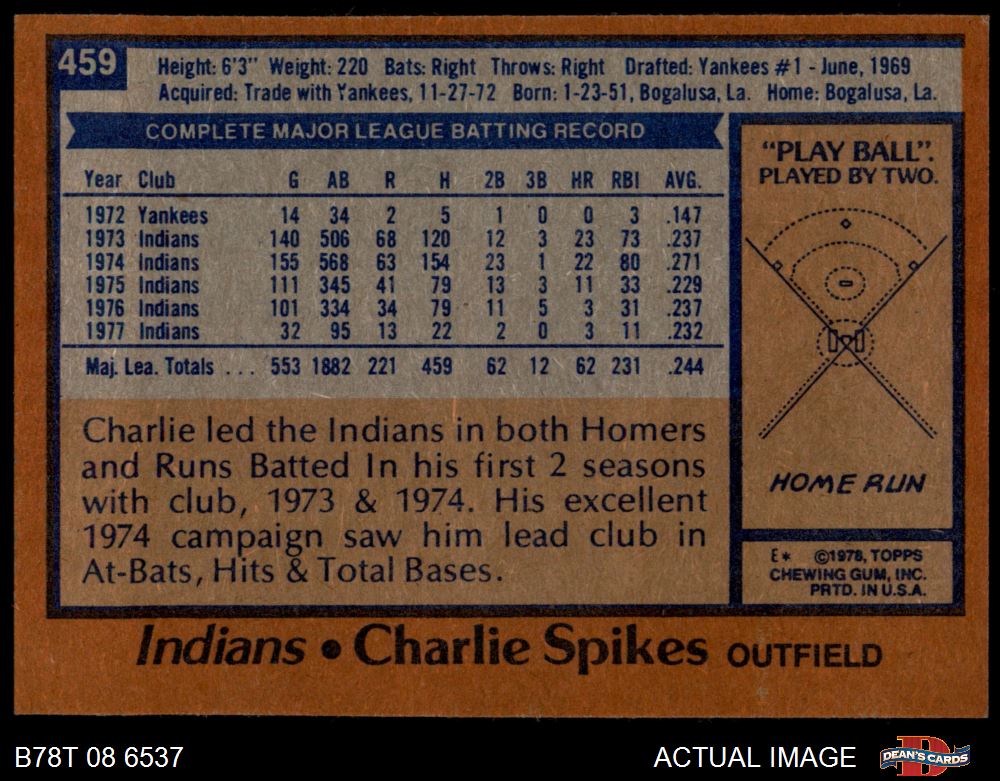 459
Height: 6'3" Weight: 220 Bats: Right Throws: Right Drafted: Yankees #1 - June, 1969
Acquired: Trade with Yankees, 11-27-72 Born: 1-23-51, Bogalusa, La. Home: Bogalusa, La.
COMPLETE MAJOR LEAGUE BATTING RECORD
Year Club G AB R H 2B 3B HR RBI AVG.
1972 Yankees 14 34 2 5 1 0 0 3 .147
1973 Indians 140 506 68 120 12 3 23 73 .237
1974 Indians 155 568 63 154 23 1 22 80 .271
1975 Indians 111 345 41 79 13 3 11 33 .229
1976 Indians 101 334 34 79 11 5 3 31 .237
1977 Indians 32 95 13 22 2 0 3 11 .232
Maj. Lea. Totals . . . 553 1882 221 459 62 12 62 231 .244
Charlie led the Indians in both Homers
and Runs Batted In his first 2 seasons
with club, 1973 & 1974. His excellent
1974 campaign saw him lead club in
At-Bats, Hits & Total Bases.
"PLAY BALL".
PLAYED BY TWO.
HOME RUN
E* ©1978, TOPPS
CHEWING GUM, INC.
PRTD. IN U.S.A.
Indians • Charlie Spikes OUTFIELD
B78T 08 6537
ACTUAL IMAGE
DEAN'S CARDS